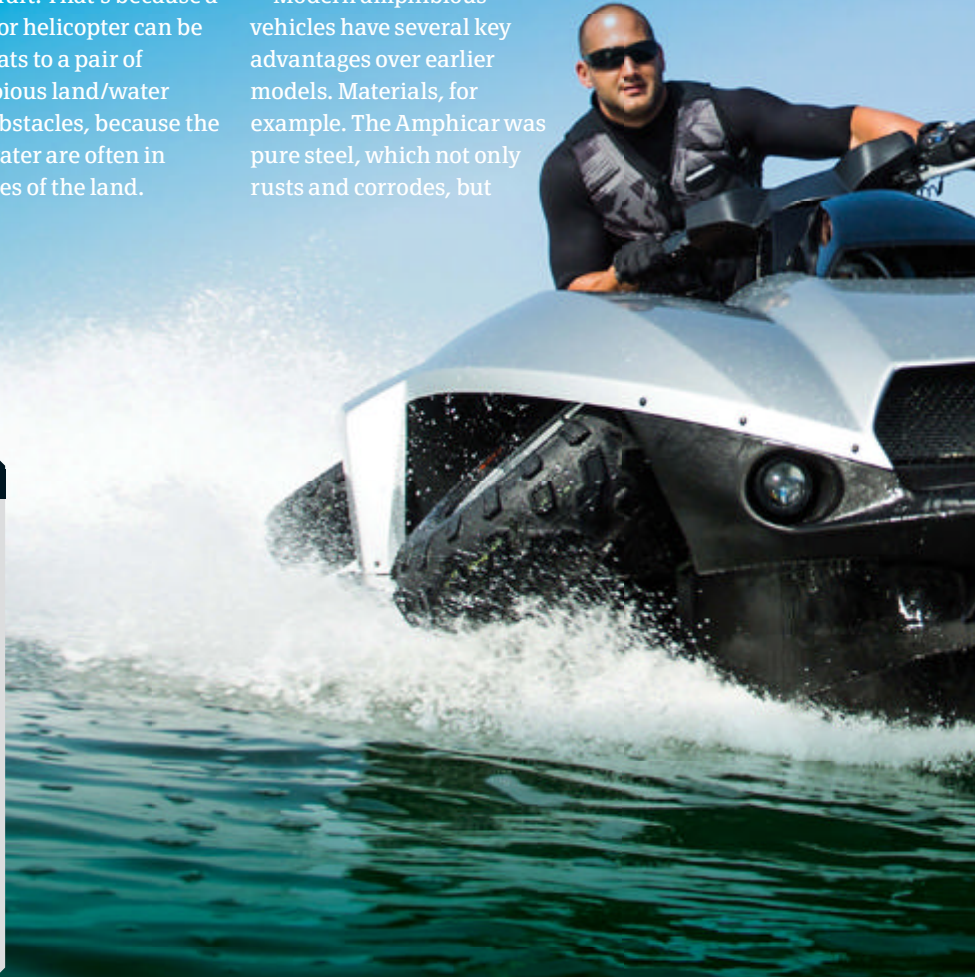 or helicopter can be
ats to a pair of
bious land/water
bstacles, because the
ater are often in
es of the land.
Modern amphibious
vehicles have several key
advantages over earlier
models. Materials, for
example. The Amphicar was
pure steel, which not only
rusts and corrodes, but